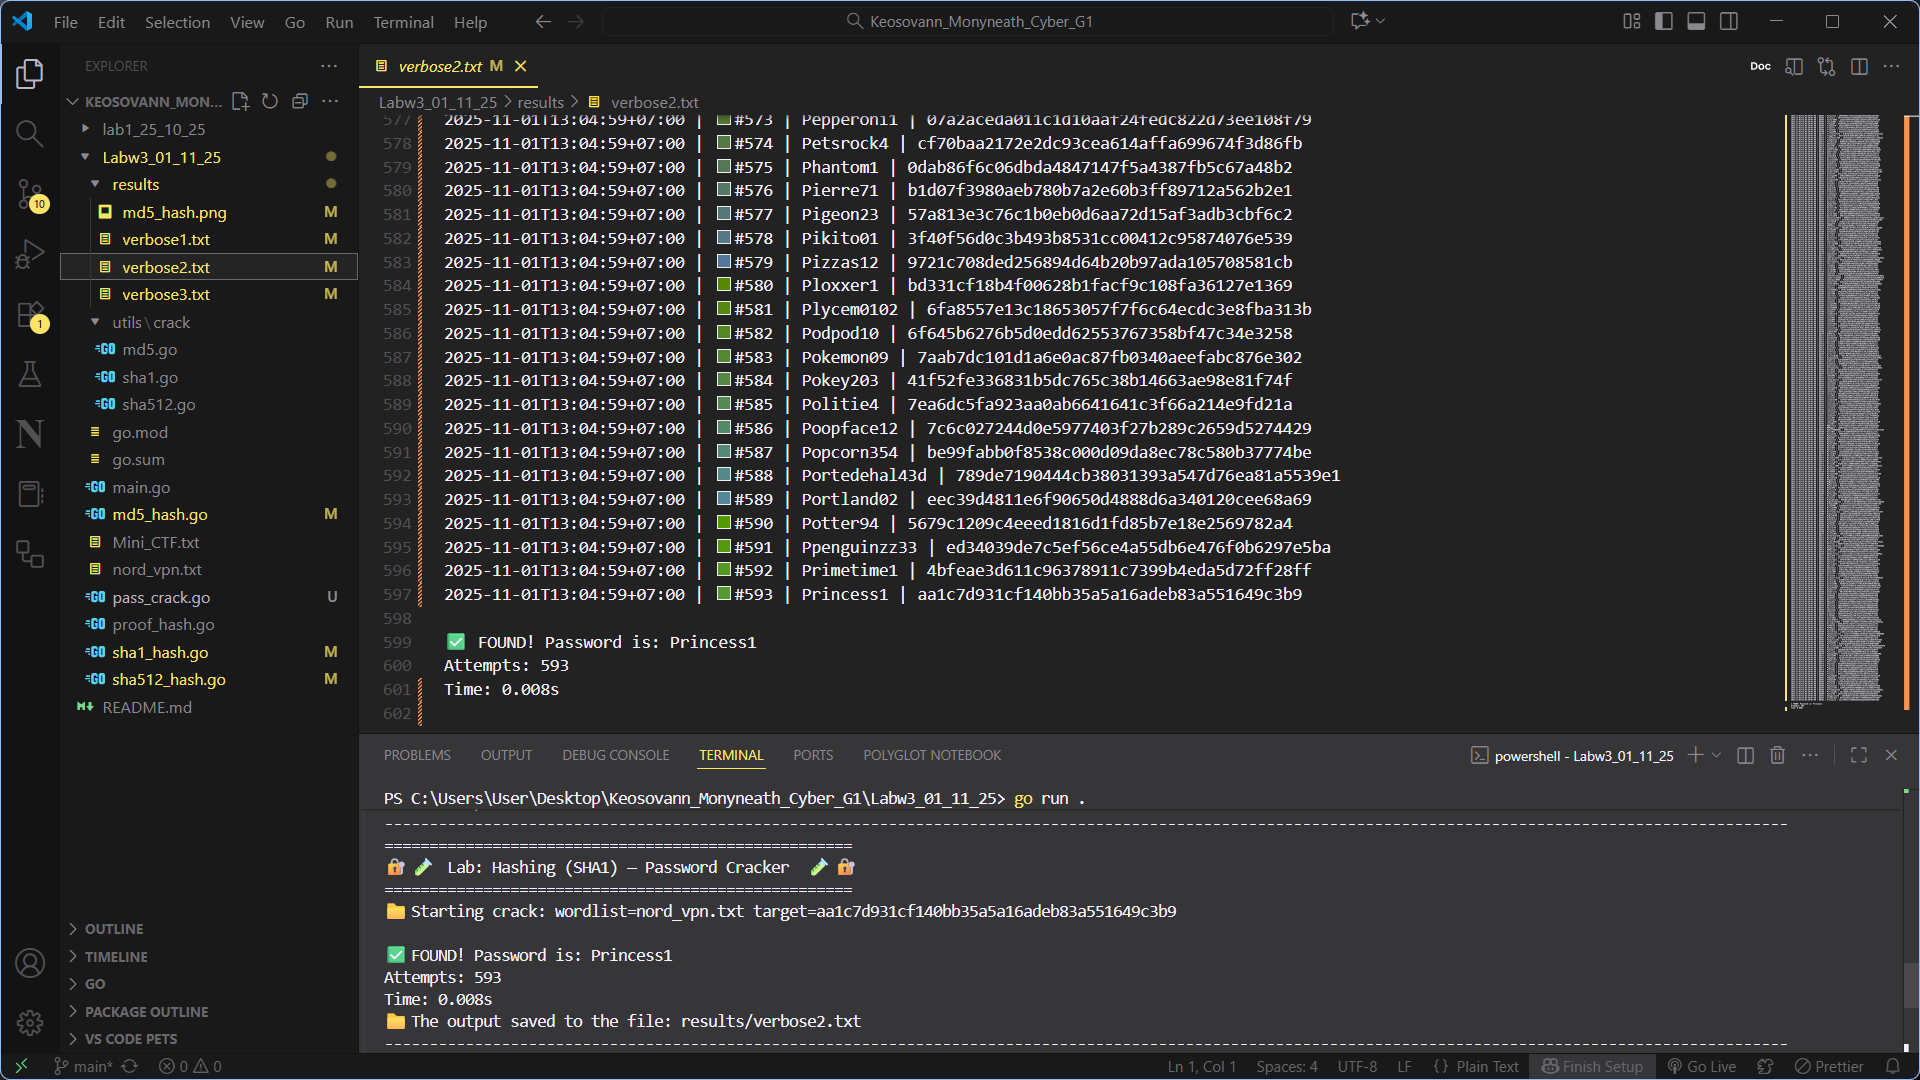 File Edit Selection View Go Run Terminal Help
Keosovann_Monyneath_Cyber_G1
EXPLORER
KEOSOVANN_MON...
lab1_25_10_25
Labw3_01_11_25
results
md5_hash.png M
verbose1.txt M
verbose2.txt M
verbose3.txt M
utils\crack
GO md5.go
GO sha1.go
GO sha512.go
go.mod
go.sum
GO main.go
GO md5_hash.go M
Mini_CTF.txt
nord_vpn.txt
GO pass_crack.go U
GO proof_hash.go
GO sha1_hash.go M
GO sha512_hash.go M
README.md
OUTLINE
TIMELINE
GO
PACKAGE OUTLINE
VS CODE PETS
10
1
verbose2.txt M
Doc
Labw3_01_11_25 > results > verbose2.txt
577 2025-11-01T13:04:59+07:00 | 🟩#573 | Pepperoni1 | 07a2aceda011c1d10aaf24fedc822d73ee108f79
578 2025-11-01T13:04:59+07:00 | #574 | Petsrock4 | cf70baa2172e2dc93cea614affa699674f3d86fb
579 2025-11-01T13:04:59+07:00 | #575 | Phantom1 | 0dab86f6c06dbda4847147f5a4387fb5c67a48b2
580 2025-11-01T13:04:59+07:00 | #576 | Pierre71 | b1d07f3980aeb780b7a2e60b3ff89712a562b2e1
581 2025-11-01T13:04:59+07:00 | #577 | Pigeon23 | 57a813e3c76c1b0eb0d6aa72d15af3adb3cbf6c2
582 2025-11-01T13:04:59+07:00 | #578 | Pikito01 | 3f40f56d0c3b493b8531cc00412c95874076e539
583 2025-11-01T13:04:59+07:00 | #579 | Pizzas12 | 9721c708ded256894d64b20b97ada105708581cb
584 2025-11-01T13:04:59+07:00 | #580 | Ploxxer1 | bd331cf18b4f00628b1facf9c108fa36127e1369
585 2025-11-01T13:04:59+07:00 | #581 | Plycem0102 | 6fa8557e13c18653057f7f6c64ecdc3e8fba313b
586 2025-11-01T13:04:59+07:00 | #582 | Podpod10 | 6f645b6276b5d0edd62553767358bf47c34e3258
587 2025-11-01T13:04:59+07:00 | #583 | Pokemon09 | 7aab7dc101d1a6e0ac87fb0340aeefabc876e302
588 2025-11-01T13:04:59+07:00 | #584 | Pokey203 | 41f52fe336831b5dc765c38b14663ae98e81f74f
589 2025-11-01T13:04:59+07:00 | #585 | Politie4 | 7ea6dc5fa923aa0ab6641641c3f66a214e9fd21a
590 2025-11-01T13:04:59+07:00 | #586 | Poopface12 | 7c6c027244d0e5977403f27b289c2659d5274429
591 2025-11-01T13:04:59+07:00 | #587 | Popcorn354 | be99fabb0f8538c000d09da8ec78c580b37774be
592 2025-11-01T13:04:59+07:00 | #588 | Portedehal43d | 789de7190444cb38031393a547d76ea81a5539e1
593 2025-11-01T13:04:59+07:00 | #589 | Portland02 | eec39d4811e6f90650d4888d6a340120cee68a69
594 2025-11-01T13:04:59+07:00 | #590 | Potter94 | 5679c1209c4eeed1816d1fd85b7e18e2569782a4
595 2025-11-01T13:04:59+07:00 | #591 | Ppenguinzz33 | ed34039de7c5ef56ce4a55db6e476f0b6297e5ba
596 2025-11-01T13:04:59+07:00 | #592 | Primetime1 | 4bfeae3d611c96378911c7399b4eda5d72ff28ff
597 2025-11-01T13:04:59+07:00 | #593 | Princess1 | aa1c7d931cf140bb35a5a16adeb83a551649c3b9
598
599 ✅ FOUND! Password is: Princess1
600 Attempts: 593
601 Time: 0.008s
602
PROBLEMS OUTPUT DEBUG CONSOLE TERMINAL PORTS POLYGLOT NOTEBOOK
powershell - Labw3_01_11_25
PS C:\Users\User\Desktop\Keosovann_Monyneath_Cyber_G1\Labw3_01_11_25> go run .
🔐 🧪 Lab: Hashing (SHA1) — Password Cracker 🧪 🔐
📁 Starting crack: wordlist=nord_vpn.txt target=aa1c7d931cf140bb35a5a16adeb83a551649c3b9
✅ FOUND! Password is: Princess1
Attempts: 593
Time: 0.008s
📁 The output saved to the file: results/verbose2.txt
main* 0 0
Ln 1, Col 1 Spaces: 4 UTF-8 LF {} Plain Text Finish Setup Go Live Prettier